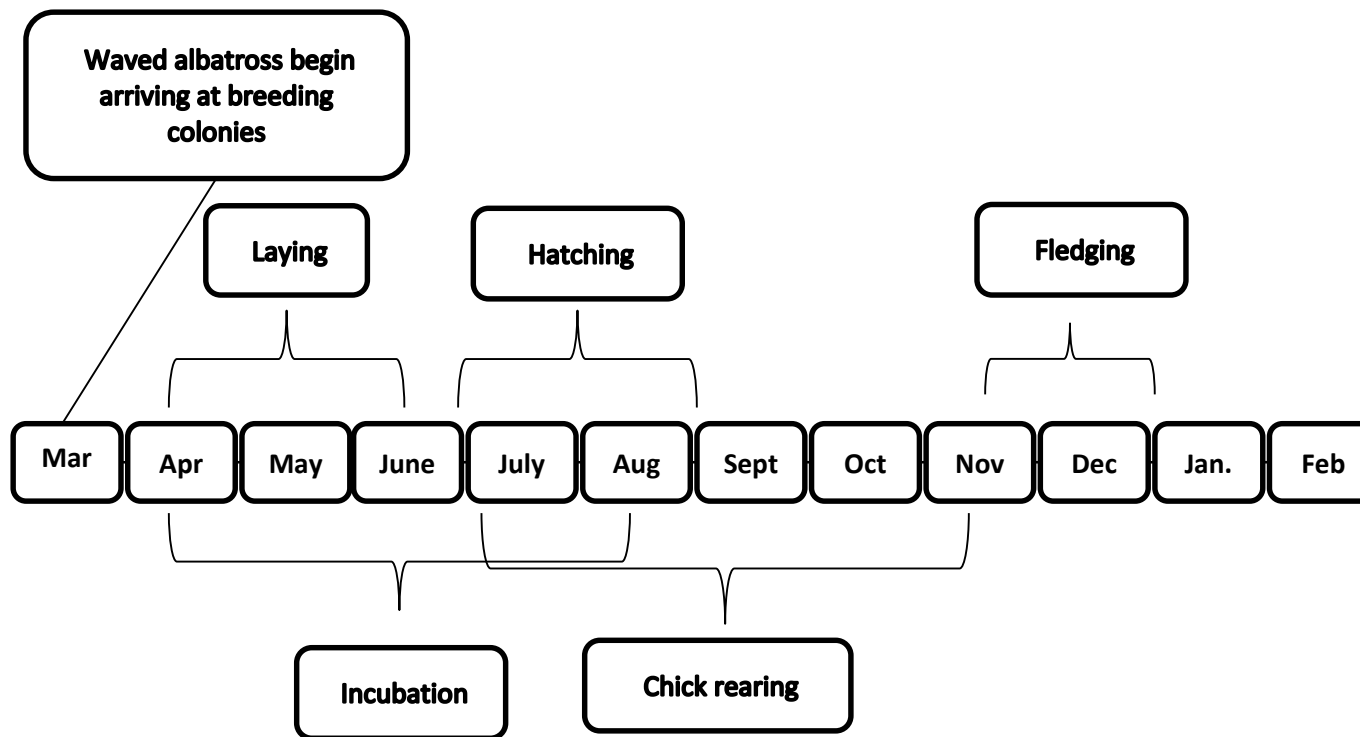 Waved albatross begin
arriving at breeding
colonies
Laying
Hatching
Fledging
Mar
Apr
May
June
July
Aug
Sept
Oct
Nov
Dec
Jan.
Feb
Incubation
Chick rearing